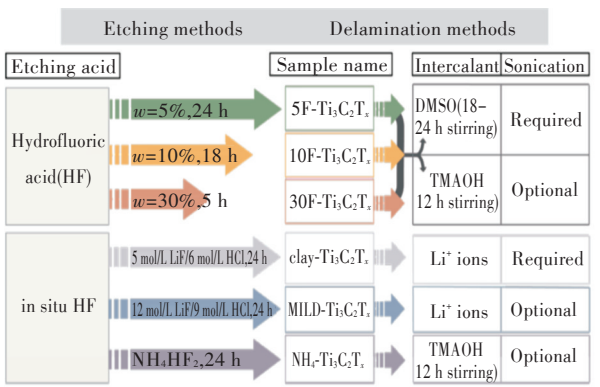 Etching methods
Delamination methods
Etching acid
Sample name
Intercalant
Sonication
Hydrofluoric
acid(HF)
w=5%,24 h
5F-Ti₃C₂Tₓ
w=10%,18 h
10F-Ti₃C₂Tₓ
w=30%,5 h
30F-Ti₃C₂Tₓ
DMSO(18–
24 h stirring)
Required
TMAOH
12 h stirring)
Optional
in situ HF
5 mol/L LiF/6 mol/L HCl,24 h
clay-Ti₃C₂Tₓ
Li⁺ ions
Required
12 mol/L LiF/9 mol/L HCl,24 h
MILD-Ti₃C₂Tₓ
Li⁺ ions
Optional
NH₄HF₂,24 h
NH₄-Ti₃C₂Tₓ
TMAOH
12 h stirring)
Optional